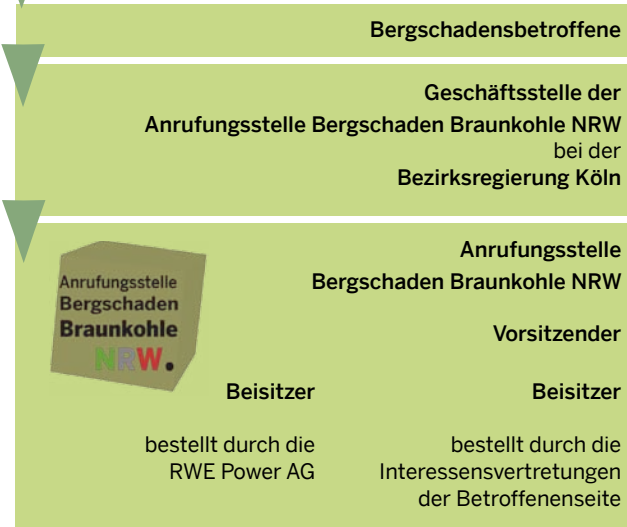 Bergschadensbetroffene
Geschäftsstelle der
Anrufungsstelle Bergschaden Braunkohle NRW
bei der
Bezirksregierung Köln
Anrufungsstelle
Bergschaden Braunkohle NRW
Anrufungsstelle
Bergschaden
Braunkohle
NRW.
Vorsitzender
Beisitzer
bestellt durch die
RWE Power AG
Beisitzer
bestellt durch die
Interessensvertretungen
der Betroffenenseite